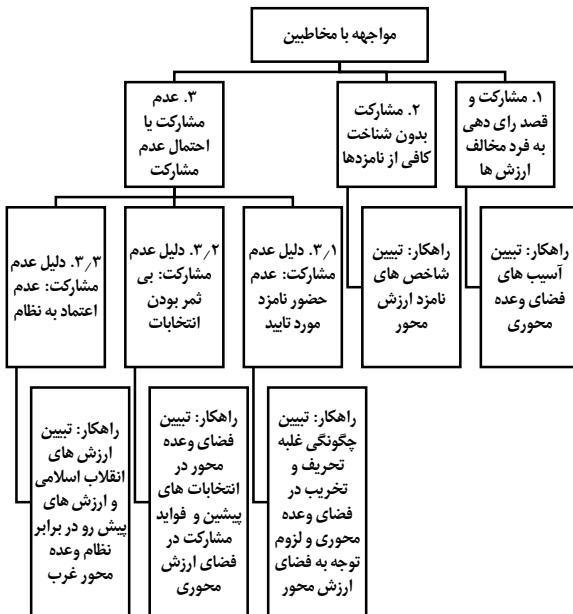 مواجهه با مخاطبین
۱. مشارکت و
قصد رای دهی
به فرد مخالف
ارزش ها
۲. مشارکت
بدون شناخت
کافی از نامزدها
۳. عدم
مشارکت یا
احتمال عدم
مشارکت
راهکار: تبیین
آسیب های
فضای وعده
محوری
راهکار: تبیین
شاخص های
نامزد ارزش
محور
۳٫۱. دلیل عدم
مشارکت: عدم
حضور نامزد
مورد تایید
۳٫۲. دلیل عدم
مشارکت: بی
ثمر بودن
انتخابات
۳٫۳. دلیل عدم
مشارکت: عدم
اعتماد به نظام
راهکار: تبیین
چگونگی غلبه
تحریف و
تخریب در
فضای وعده
محوری و لزوم
توجه به فضای
ارزش محور
راهکار: تبیین
فضای وعده
محور در
انتخابات های
پیشین و فواید
مشارکت در
فضای ارزش
محوری
راهکار: تبیین
ارزش های
انقلاب اسلامی
و ارزش های
پیش رو در برابر
نظام وعده
محور غرب